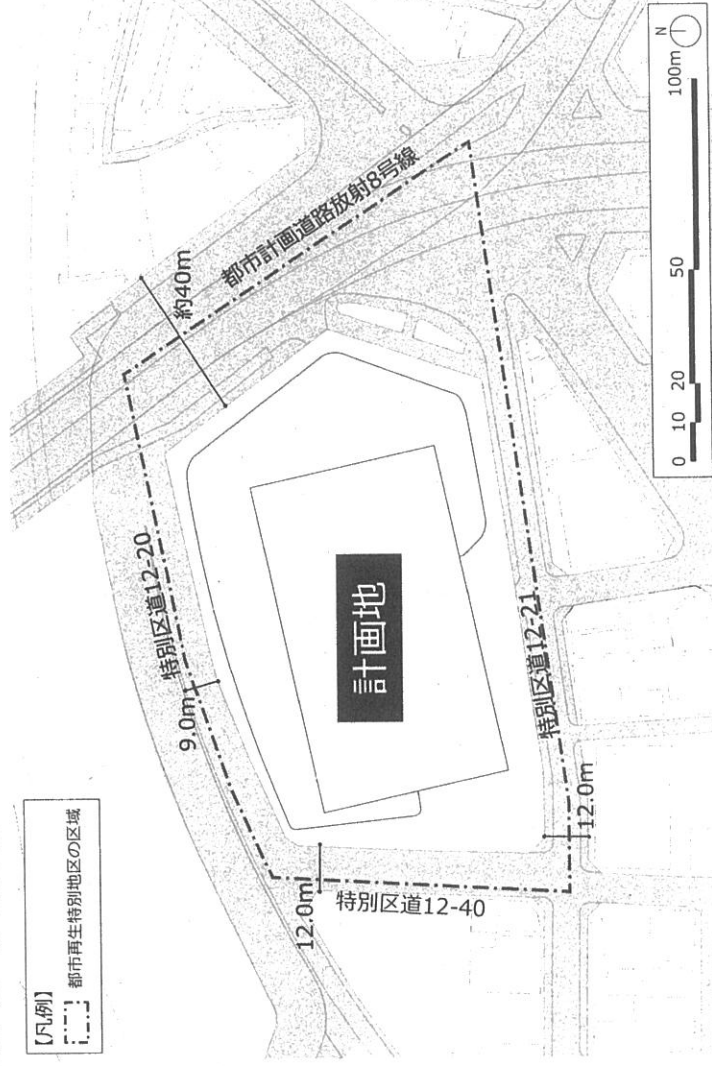 【凡例】
都市再生特別地区の区域
特別区道12-20
9.0m
約40m
都市計画道路放射8号線
計画地
12.0m
特別区道12-40
特別区道12-21
12.0m
0 10 20 50 100m
N